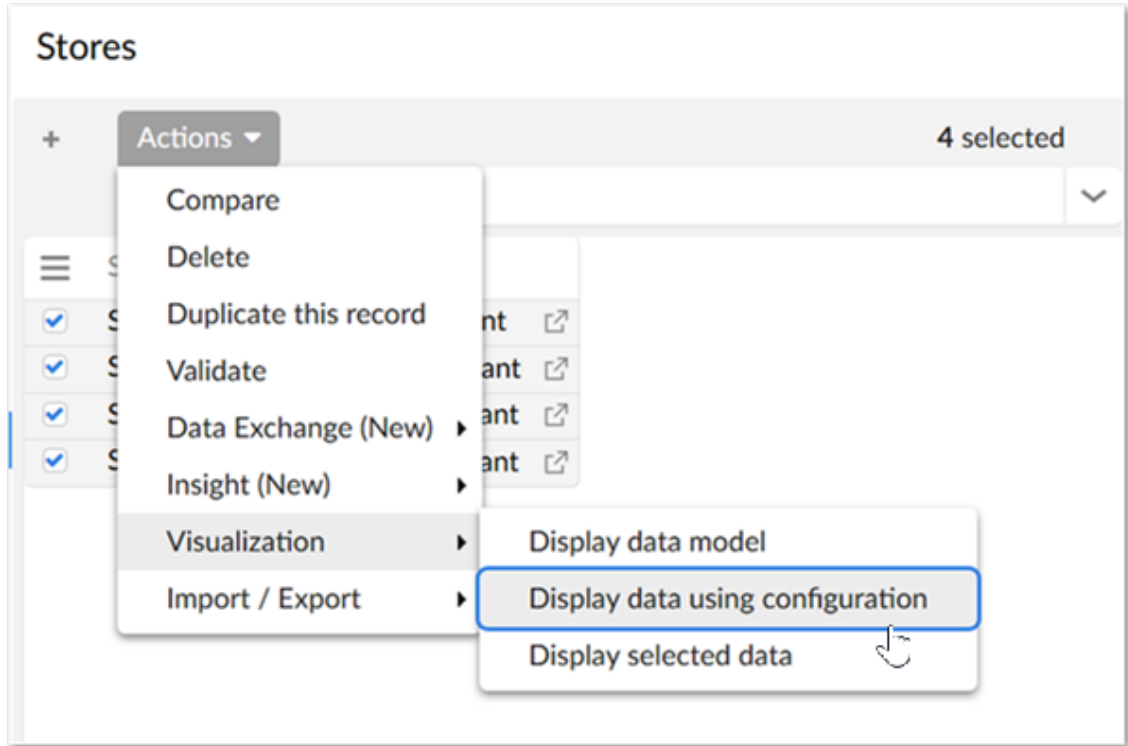 Stores
+ Actions 4 selected
Compare
Delete
Duplicate this record
Validate
Data Exchange (New)
Insight (New)
Visualization
Import / Export
Display data model
Display data using configuration
Display selected data